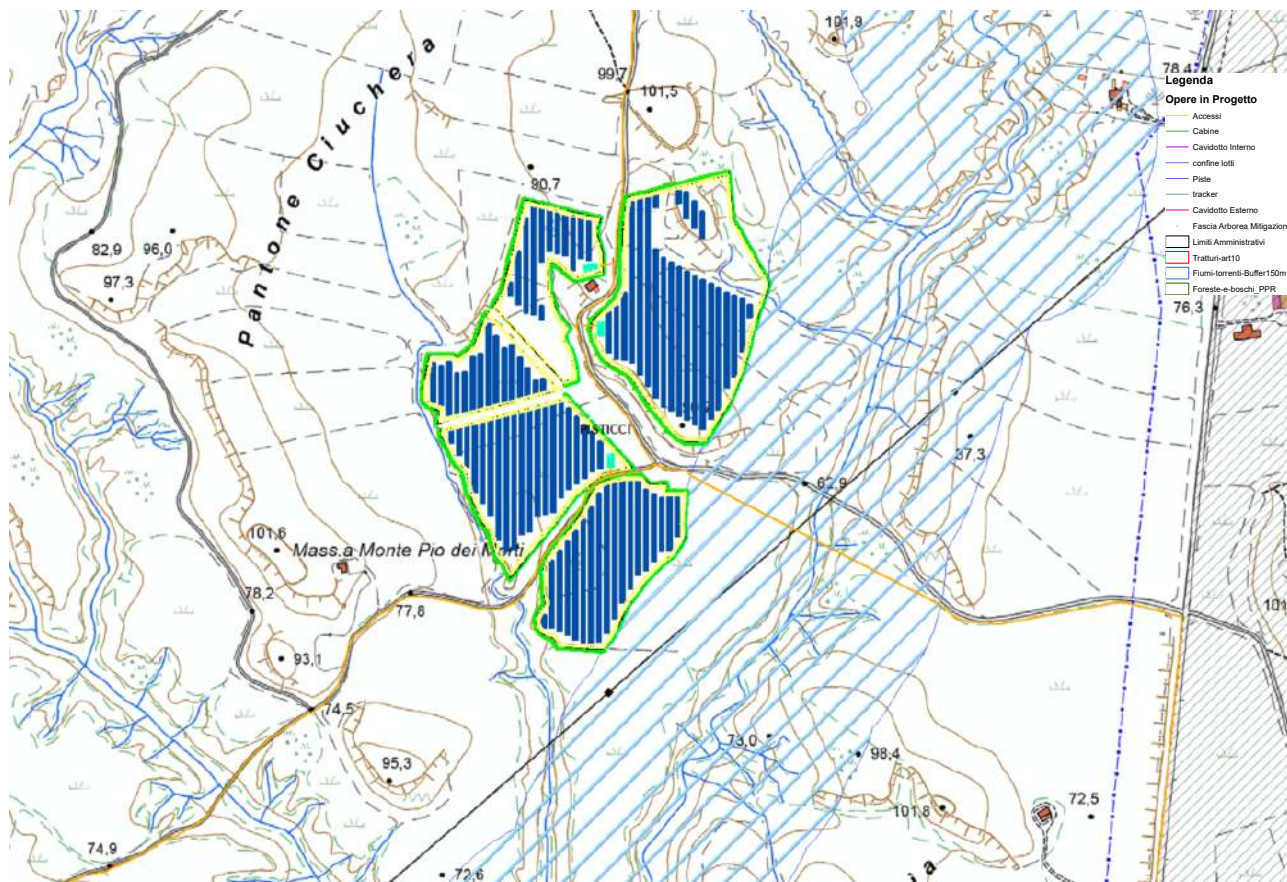 101,9
99,7
101,5
78,4
Pantone Ciuchera
90,7
82,9
96,0
97,3
76,3
PISTICCI
37,3
101,6
Mass.a Monte Pio dei Morti
78,2
77,8
93,1
74,5
95,3
73,0
98,4
101,8
72,5
74,9
72,6
Legenda
Opere in Progetto
Accessi
Cabine
Cavidotto Interno
confine lotti
Piste
tracker
Cavidotto Esterno
Fascia Arborea Mitigazion
Limiti Amministrativi
Tratturi-art10
Fiumi-torrenti-Buffer150m
Foreste-e-boschi_PPR